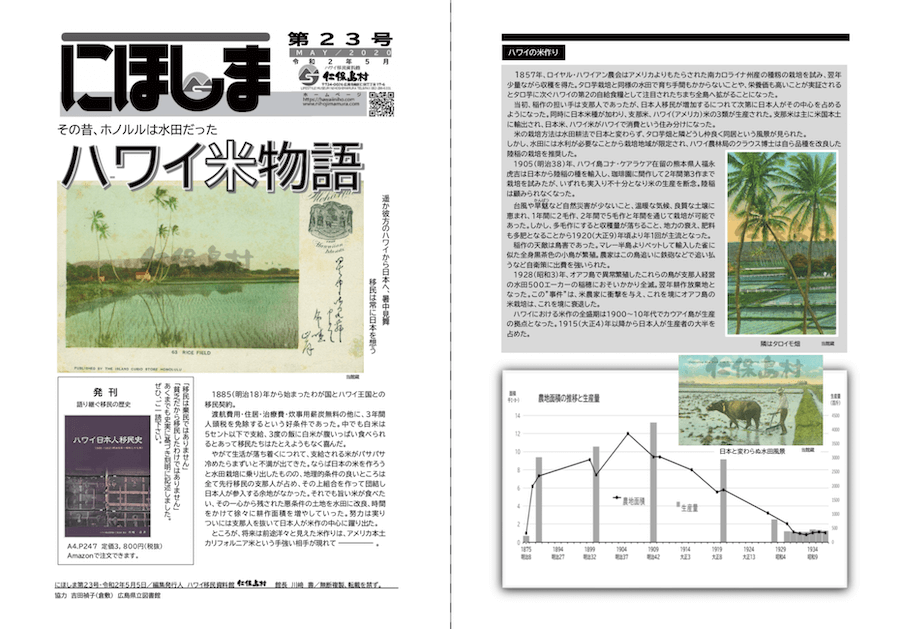 にほしま
第２３号
MAY/2020
令和２年５月
ハワイ移民資料館
仁保島村
ホームページ
https://hawainiho.com
www.nihojimamura.com
その昔、ホノルルは水田だった
ハワイ米物語
遥か彼方のハワイから日本へ、暑中見舞
移民は常に日本を想う
63 RICE FIELD
当館蔵
発 刊
語り継ぐ移民の歴史
「移民は棄民ではありません」
「貧乏だから移民したわけではありません」
あくまでも史実に基づき判明に記述しました。
ぜひ、ご一読下さい。
ハワイ日本人移民史
A4.P247 定価3，800円(税抜)
Amazonで注文できます。
1885(明治18)年から始まったわが国とハワイ王国との
移民契約。
渡航費用・住居・治療費・炊事用薪炭無料の他に、3年間
人頭税を免除するという好条件であった。中でも白米は
5セント以下で支給、3度の飯に白米が腹いっぱい食べられ
るとあって移民たちはたとえようもなく喜んだ。
やがて生活が落ち着くにつれて、支給される米がパサパサ
冷めたらまずいと不満が出てきた。ならば日本の米を作ろう
と水田栽培に乗り出したものの、地理的条件の良いところは
全て先行移民の支那人が占め、その上組合を作って団結し
日本人が参入する余地がなかった。それでも旨い米が食べた
い、その一心から残された悪条件の土地を水田に改良、時間
をかけて徐々に耕作面積を増やしていった。努力は実り
ついには支那人を抜いて日本人が米作の中心に躍り出た。
ところが、将来は前途洋々と見えた米作りは、アメリカ本土
カリフォルニア米という手強い相手が現れて ――――― 。
にほしま第23号・令和2年5月5日／編集発行人 ハワイ移民資料館 仁保島村 館長 川﨑 壽／無断複製、転載を禁ず。
協力 吉田禎子(倉敷) 広島県立図書館
ハワイの米作り
1857年、ロイヤル・ハワイアン農会はアメリカよりもたらされた南カロライナ州産の種籾の栽培を試み、翌年
少量ながら収穫を得た。タロ芋栽培と同様の水田で育ち手間もかからないことや、栄養価も高いことが実証される
とタロ芋に次ぐハワイの第2の自給食糧として注目されたちまち全島へ拡がることになった。
当初、稲作の担い手は支那人であったが、日本人移民が増加するにつれて次第に日本人がその中心を占める
ようになった。同時に日本米種が加わり、支那米、ハワイ(アメリカ)米の3類が生産された。支那米は主に米国本土
に輸出され、日本米、ハワイ米がハワイで消費という住み分けになった。
米の栽培方法は水田耕法で日本と変わらず、タロ芋畑と隣どうし仲良く同居という風景が見られた。
しかし、水田には水利が必要なことから栽培地域が限定され、ハワイ農林局のクラウス博士は自ら品種を改良した
陸稲の栽培を推奨した。
1905(明治38)年、ハワイ島コナ・ケアラケア在留の熊本県人福永
虎吉は日本から陸稲の種を輸入し、珈琲園に間作して2年間第3作まで
栽培を試みたが、いずれも実入り不十分となり米の生産を断念。陸稲
は顧みられなくなった。
台風や旱魃など自然災害が少ないこと、温暖な気候、良質な土壌に
恵まれ、1年間に2毛作、2年間で5毛作と年間を通じて栽培が可能で
あった。しかし、多毛作にすると収穫量が落ちること、地力の衰え、肥料
も多肥となることから1920(大正9)年頃より年1回が主流となった。
稲作の天敵は鳥害であった。マレー半島よりペットして輸入した雀に
似た全身黒茶色の小鳥が繁殖。農家はこの鳥追いに鉄砲などで追い払
うなど自衛策に出費を強いられた。
1928(昭和3)年、オアフ島で異常繁殖したこれらの鳥が支那人経営
の水田500エーカーの稲穂におそいかかり全滅。翌年耕作放棄地と
なった。この"事件"は、米農家に衝撃を与え、これを境にオアフ島の
米栽培は、これを境に衰退した。
ハワイにおける米作の全盛期は1900～10年代でカウアイ島が生産
の拠点となった。1915(大正4)年以降から日本人が生産者の大半を
占めた。
隣はタロイモ畑
当館蔵
農地面積の推移と生産量
仁保島村
当館蔵
日本と変わらぬ水田風景
農地面積
生産量
14
12
10
8
6
4
2
0
4500
4000
3500
3000
2500
2000
1500
1000
500
0
1875 1894 1899 1904 1909 1914 1919 1924 1929 1934
明治8 明治27 明治32 明治37 明治42 大正3 大正8 大正13 昭和4 昭和9